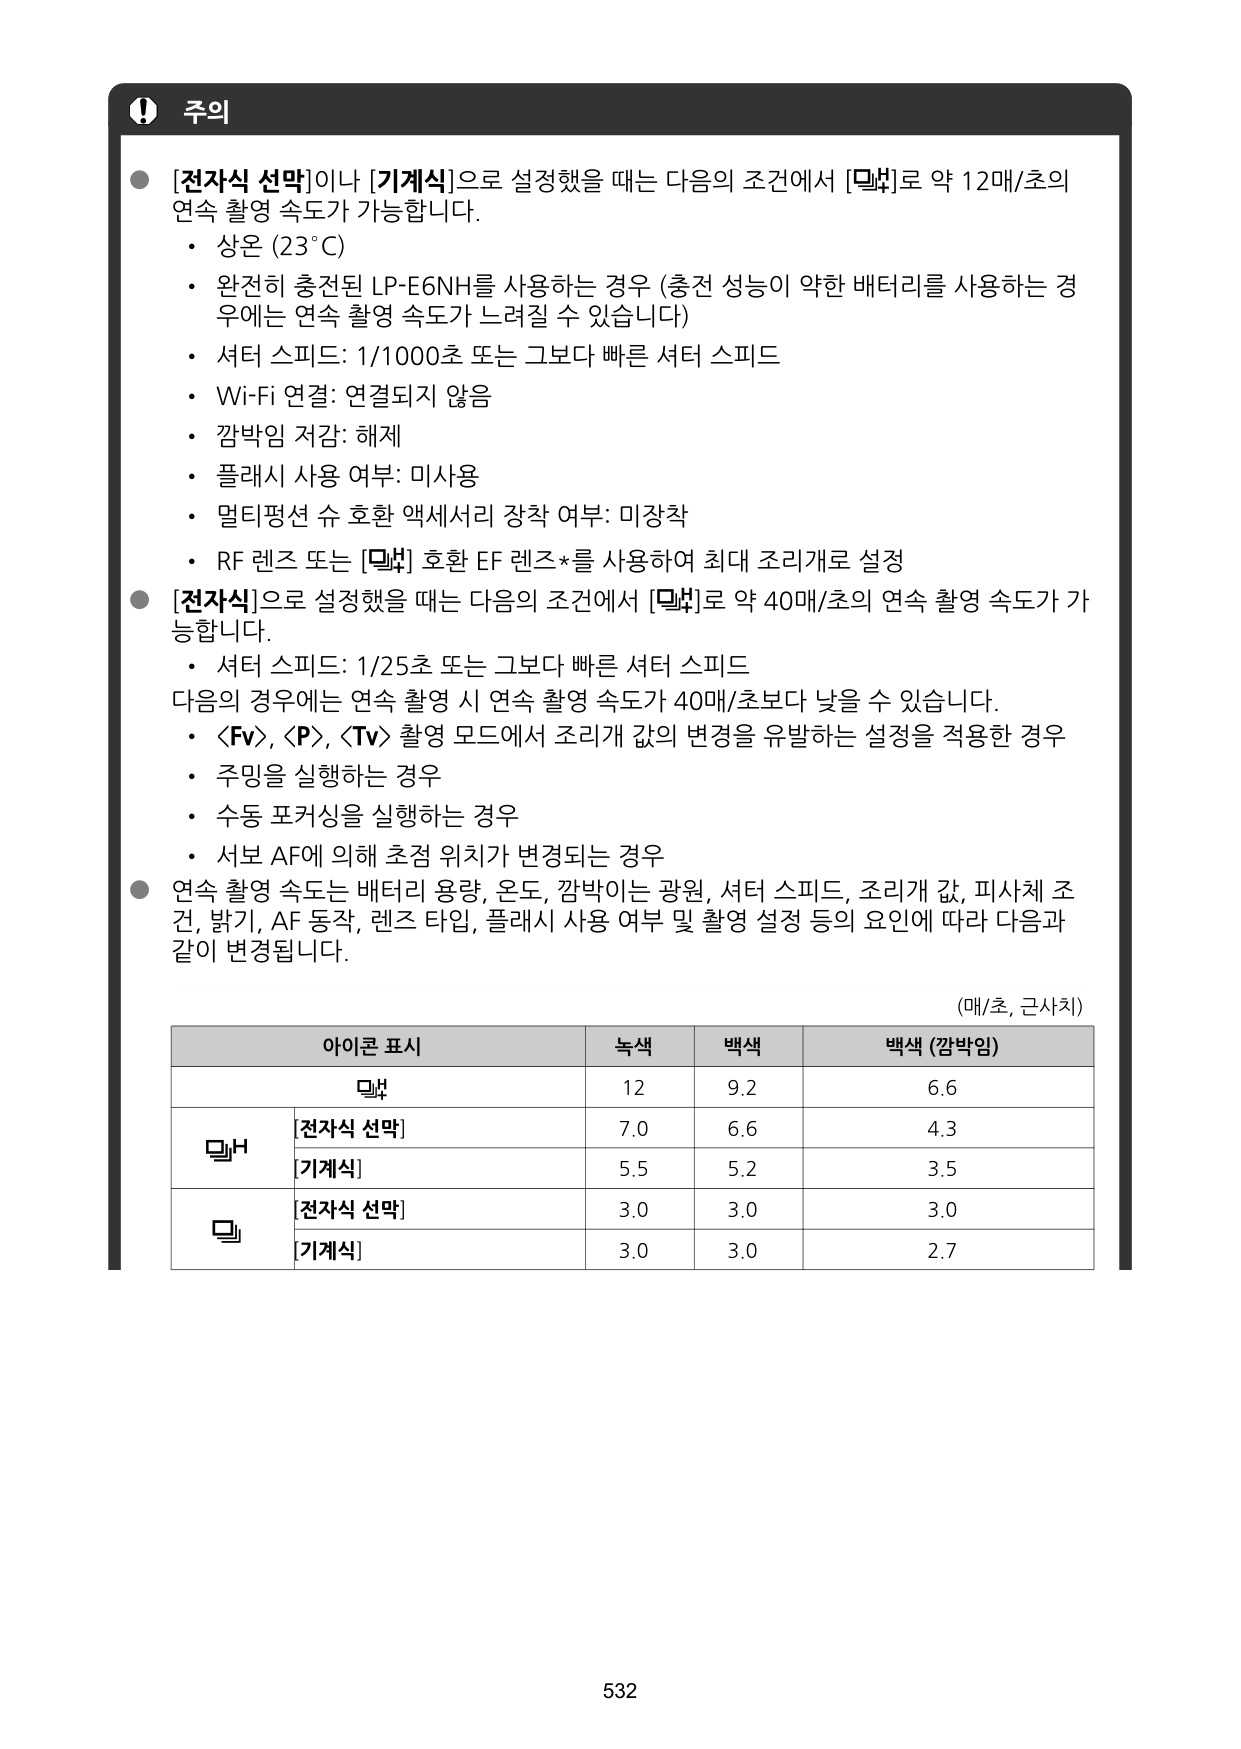 주의
● [전자식 선막]이나 [기계식]으로 설정했을 때는 다음의 조건에서 []로 약 12매/초의
연속 촬영 속도가 가능합니다.
• 상온 (23°C)
• 완전히 충전된 LP-E6NH를 사용하는 경우 (충전 성능이 약한 배터리를 사용하는 경
우에는 연속 촬영 속도가 느려질 수 있습니다)
• 셔터 스피드: 1/1000초 또는 그보다 빠른 셔터 스피드
• Wi-Fi 연결: 연결되지 않음
• 깜박임 저감: 해제
• 플래시 사용 여부: 미사용
• 멀티펑션 슈 호환 액세서리 장착 여부: 미장착
• RF 렌즈 또는 [H+] 호환 EF 렌즈*를 사용하여 최대 조리개로 설정
● [전자식]으로 설정했을 때는 다음의 조건에서 [H+]로 약 40매/초의 연속 촬영 속도가 가
능합니다.
• 셔터 스피드: 1/25초 또는 그보다 빠른 셔터 스피드
다음의 경우에는 연속 촬영 시 연속 촬영 속도가 40매/초보다 낮을 수 있습니다.
• <Fv>, <P>, <Tv> 촬영 모드에서 조리개 값의 변경을 유발하는 설정을 적용한 경우
• 주밍을 실행하는 경우
• 수동 포커싱을 실행하는 경우
• 서보 AF에 의해 초점 위치가 변경되는 경우
● 연속 촬영 속도는 배터리 용량, 온도, 깜박이는 광원, 셔터 스피드, 조리개 값, 피사체 조
건, 밝기, AF 동작, 렌즈 타입, 플래시 사용 여부 및 촬영 설정 등의 요인에 따라 다음과
같이 변경됩니다.
(매/초, 근사치)
아이콘 표시 녹색 백색 백색 (깜박임)
H+ 12 9.2 6.6
H [전자식 선막] 7.0 6.6 4.3
[기계식] 5.5 5.2 3.5
[전자식 선막] 3.0 3.0 3.0
[기계식] 3.0 3.0 2.7
532